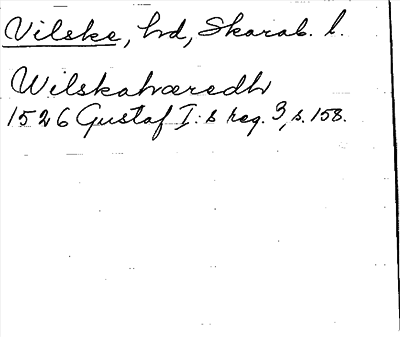 Vilske, hd, Skarab. l.
Wilskahæredh
1526 Gustaf I:s reg. 3, s. 158.